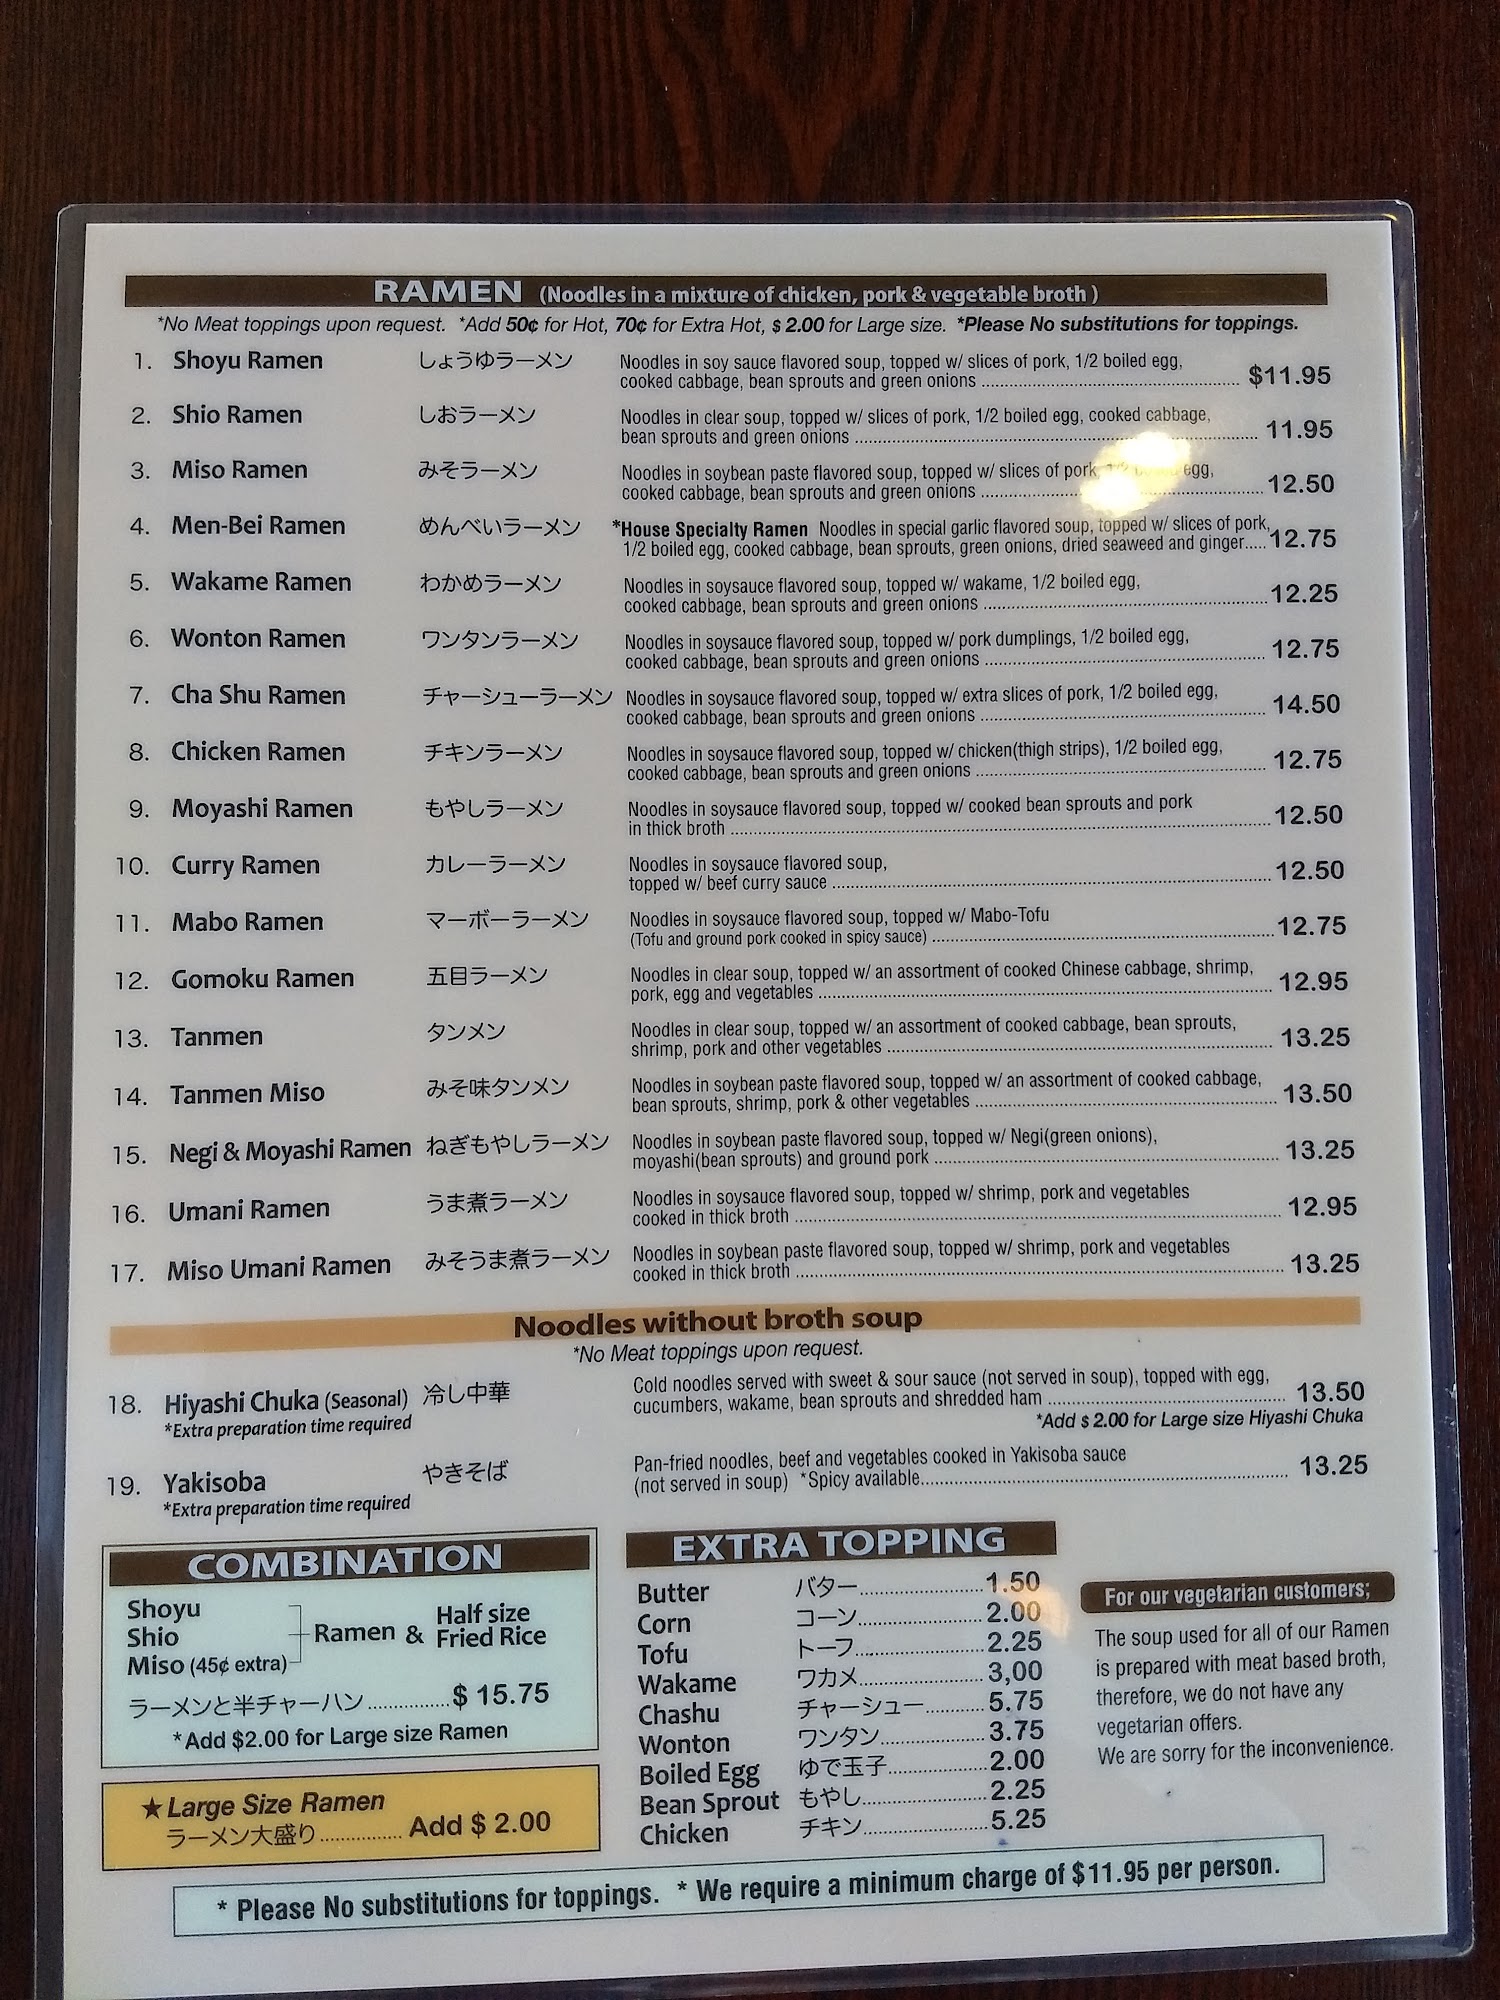 RAMEN (Noodles in a mixture of chicken, pork & vegetable broth )
*No Meat toppings upon request. *Add 50¢ for Hot, 70¢ for Extra Hot, $ 2.00 for Large size. *Please No substitutions for toppings.
1. Shoyu Ramen しょうゆラーメン Noodles in soy sauce flavored soup, topped w/ slices of pork, 1/2 boiled egg,
cooked cabbage, bean sprouts and green onions $11.95
2. Shio Ramen しおラーメン Noodles in clear soup, topped w/ slices of pork, 1/2 boiled egg, cooked cabbage,
bean sprouts and green onions 11.95
3. Miso Ramen みそラーメン Noodles in soybean paste flavored soup, topped w/ slices of pork, 1/2 boiled egg,
cooked cabbage, bean sprouts and green onions 12.50
4. Men-Bei Ramen めんべいラーメン *House Specialty Ramen Noodles in special garlic flavored soup, topped w/ slices of pork,
1/2 boiled egg, cooked cabbage, bean sprouts, green onions, dried seaweed and ginger..... 12.75
5. Wakame Ramen わかめラーメン Noodles in soysauce flavored soup, topped w/ wakame, 1/2 boiled egg,
cooked cabbage, bean sprouts and green onions 12.25
6. Wonton Ramen ワンタンラーメン Noodles in soysauce flavored soup, topped w/ pork dumplings, 1/2 boiled egg,
cooked cabbage, bean sprouts and green onions 12.75
7. Cha Shu Ramen チャーシューラーメン Noodles in soysauce flavored soup, topped w/ extra slices of pork, 1/2 boiled egg,
cooked cabbage, bean sprouts and green onions 14.50
8. Chicken Ramen チキンラーメン Noodles in soysauce flavored soup, topped w/ chicken(thigh strips), 1/2 boiled egg,
cooked cabbage, bean sprouts and green onions 12.75
9. Moyashi Ramen もやしラーメン Noodles in soysauce flavored soup, topped w/ cooked bean sprouts and pork
in thick broth 12.50
10. Curry Ramen カレーラーメン Noodles in soysauce flavored soup,
topped w/ beef curry sauce 12.50
11. Mabo Ramen マーボーラーメン Noodles in soysauce flavored soup, topped w/ Mabo-Tofu
(Tofu and ground pork cooked in spicy sauce) 12.75
12. Gomoku Ramen 五目ラーメン Noodles in clear soup, topped w/ an assortment of cooked Chinese cabbage, shrimp,
pork, egg and vegetables 12.95
13. Tanmen タンメン Noodles in clear soup, topped w/ an assortment of cooked cabbage, bean sprouts,
shrimp, pork and other vegetables 13.25
14. Tanmen Miso みそ味タンメン Noodles in soybean paste flavored soup, topped w/ an assortment of cooked cabbage,
bean sprouts, shrimp, pork & other vegetables 13.50
15. Negi & Moyashi Ramen ねぎもやしラーメン Noodles in soybean paste flavored soup, topped w/ Negi(green onions),
moyashi(bean sprouts) and ground pork 13.25
16. Umani Ramen うま煮ラーメン Noodles in soysauce flavored soup, topped w/ shrimp, pork and vegetables
cooked in thick broth 12.95
17. Miso Umani Ramen みそうま煮ラーメン Noodles in soybean paste flavored soup, topped w/ shrimp, pork and vegetables
cooked in thick broth 13.25
Noodles without broth soup
*No Meat toppings upon request.
18. Hiyashi Chuka (Seasonal) 冷し中華 Cold noodles served with sweet & sour sauce (not served in soup), topped with egg,
cucumbers, wakame, bean sprouts and shredded ham 13.50
*Extra preparation time required *Add $ 2.00 for Large size Hiyashi Chuka
19. Yakisoba やきそば Pan-fried noodles, beef and vegetables cooked in Yakisoba sauce
(not served in soup) *Spicy available 13.25
*Extra preparation time required
COMBINATION
Shoyu
Shio
Miso (45¢ extra)
Ramen & Half size
Fried Rice
ラーメンと半チャーハン $ 15.75
*Add $2.00 for Large size Ramen
★Large Size Ramen
ラーメン大盛り Add $ 2.00
EXTRA TOPPING
Butter バター 1.50
Corn コーン 2.00
Tofu トーフ 2.25
Wakame ワカメ 3,00
Chashu チャーシュー 5.75
Wonton ワンタン 3.75
Boiled Egg ゆで玉子 2.00
Bean Sprout もやし 2.25
Chicken チキン 5.25
For our vegetarian customers;
The soup used for all of our Ramen
is prepared with meat based broth,
therefore, we do not have any
vegetarian offers.
We are sorry for the inconvenience.
* Please No substitutions for toppings. * We require a minimum charge of $11.95 per person.